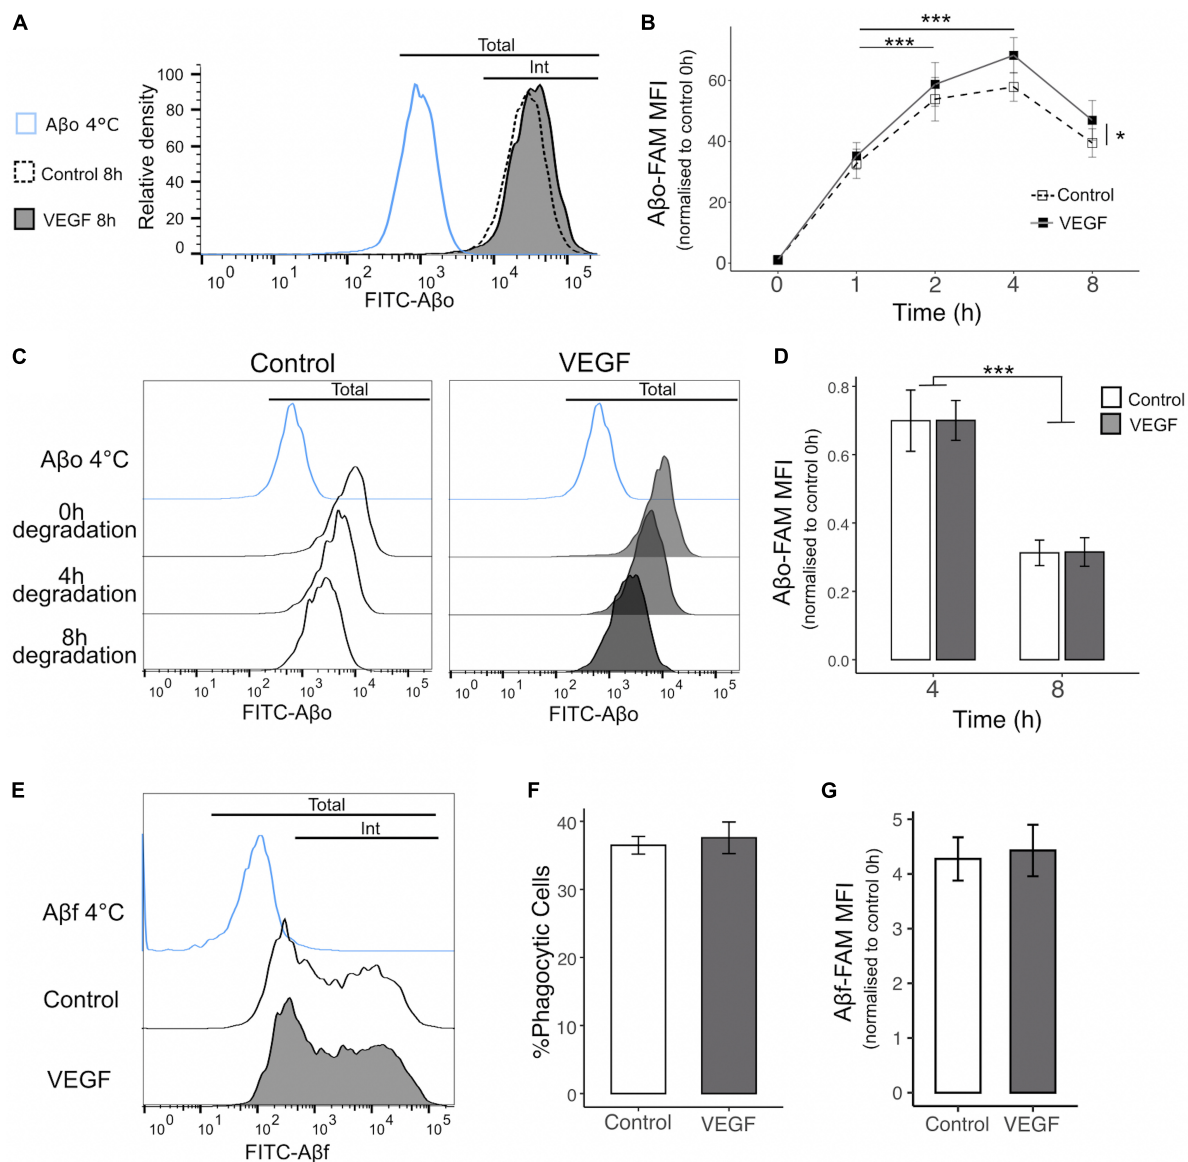 A
Total
Int
Relative density
100
80
60
40
20
0
Aβo 4°C
Control 8h
VEGF 8h
10^0 10^1 10^2 10^3 10^4 10^5
FITC-Aβo
B
***
***
*
Aβo-FAM MFI
(normalised to control 0h)
60
40
20
0
Control
VEGF
0 1 2 4 8
Time (h)
C
Control
VEGF
Total
Total
Aβo 4°C
0h
degradation
4h
degradation
8h
degradation
10^0 10^1 10^2 10^3 10^4 10^5
10^0 10^1 10^2 10^3 10^4 10^5
FITC-Aβo
FITC-Aβo
D
***
Aβo-FAM MFI
(normalised to control 0h)
0.8
0.6
0.4
0.2
0.0
Control
VEGF
4 8
Time (h)
E
Total
Int
Aβf 4°C
Control
VEGF
10^0 10^1 10^2 10^3 10^4 10^5
FITC-Aβf
F
%Phagocytic Cells
40
30
20
10
0
Control VEGF
G
Aβf-FAM MFI
(normalised to control 0h)
5
4
3
2
1
0
Control VEGF